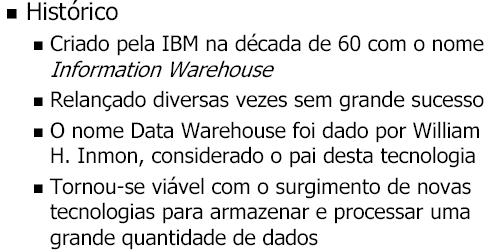 ▪ Histórico
▪ Criado pela IBM na década de 60 com o nome
Information Warehouse
▪ Relançado diversas vezes sem grande sucesso
▪ O nome Data Warehouse foi dado por William
H. Inmon, considerado o pai desta tecnologia
▪ Tornou-se viável com o surgimento de novas
tecnologias para armazenar e processar uma
grande quantidade de dados